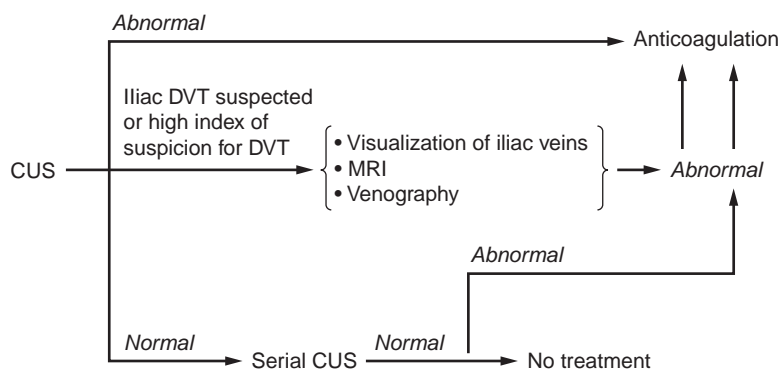 Abnormal
Anticoagulation
Iliac DVT suspected
or high index of
suspicion for DVT
CUS
• Visualization of iliac veins
• MRI
• Venography
Abnormal
Abnormal
Normal
Serial CUS
Normal
No treatment